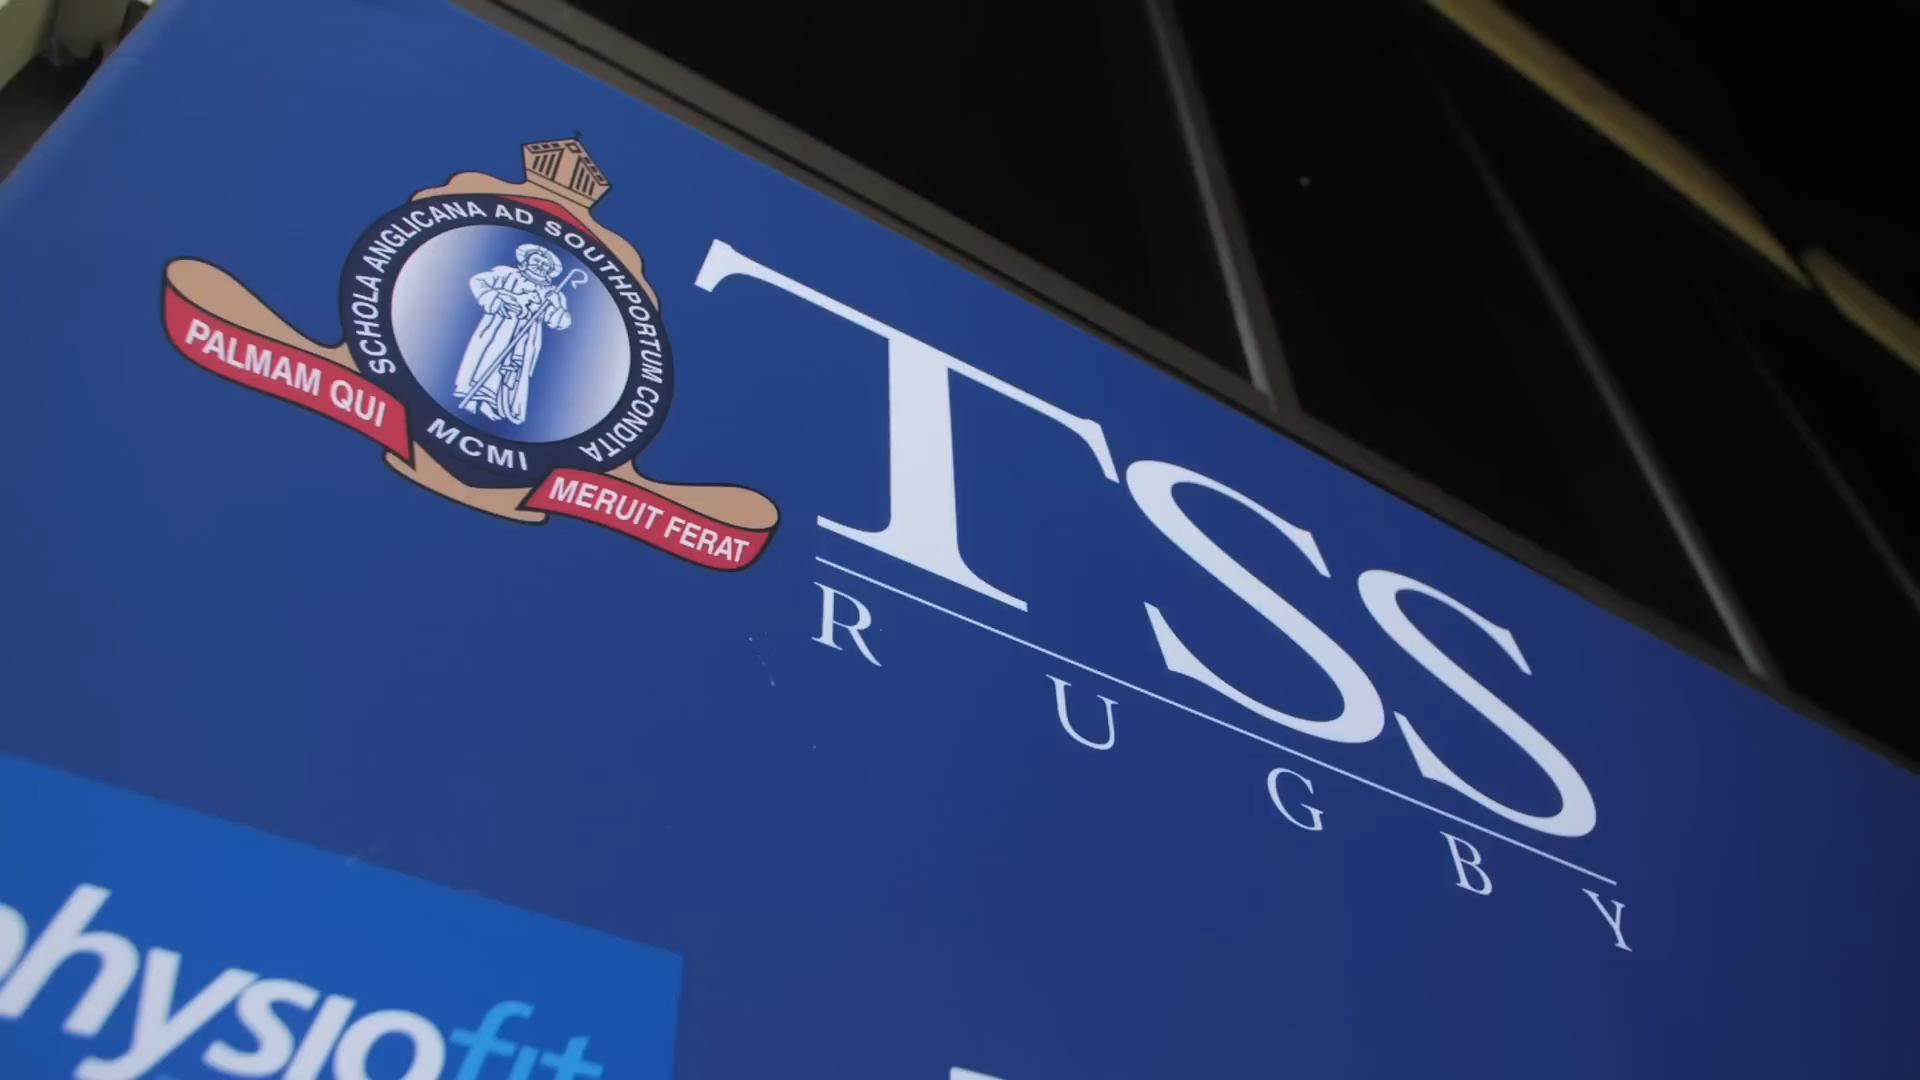 SCHOLA ANGLICANA AD SOUTHPORTUM CONDITA
MCMI
PALMAM QUI
MERUIT FERAT
TSS
RUGBY
physiofit